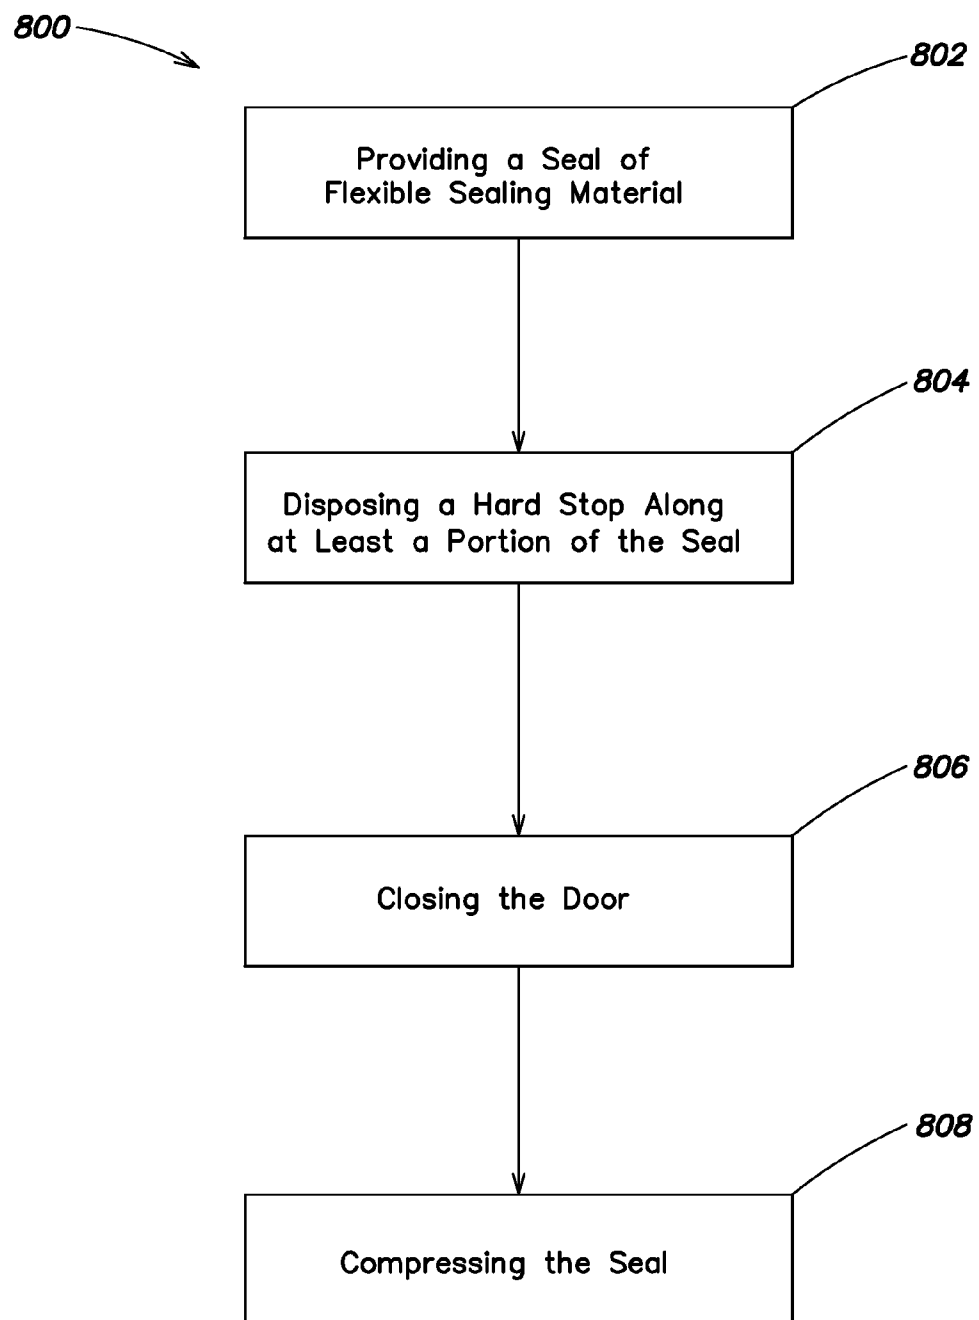 800
802
Providing a Seal of
Flexible Sealing Material
804
Disposing a Hard Stop Along
at Least a Portion of the Seal
806
Closing the Door
808
Compressing the Seal